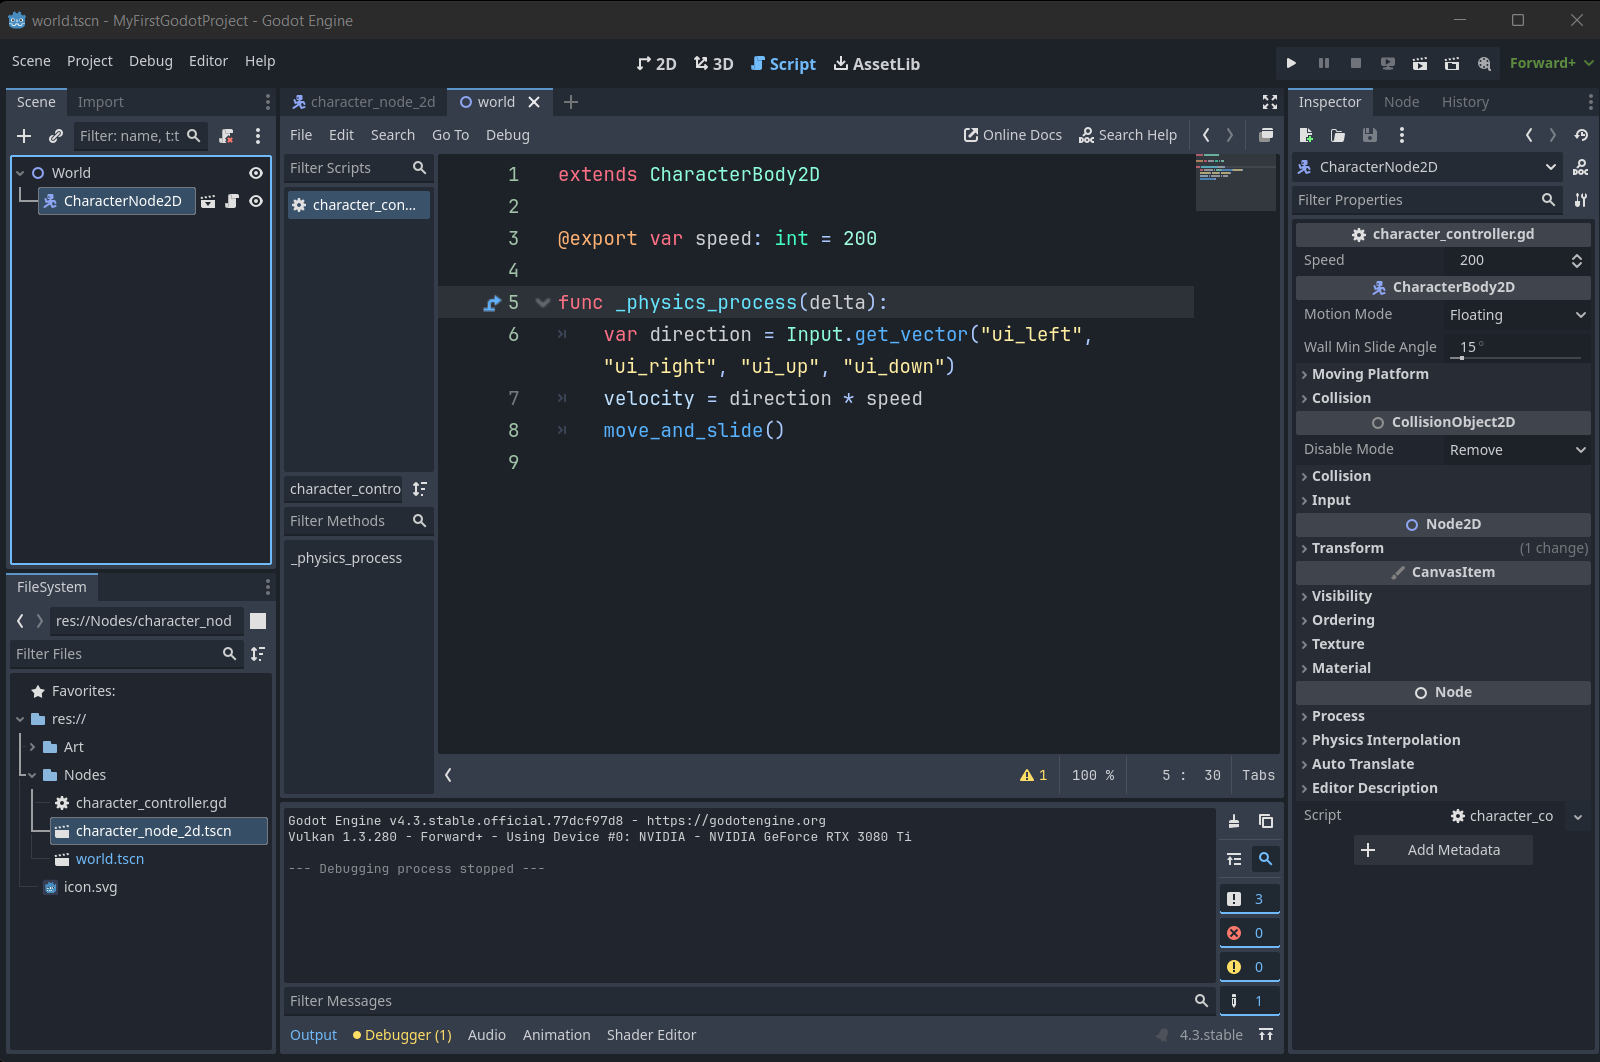 world.tscn - MyFirstGodotProject - Godot Engine
Scene Project Debug Editor Help
2D 3D Script AssetLib
Forward+
Scene Import
Filter: name, t:t
World
CharacterNode2D
FileSystem
res://Nodes/character_nod
Filter Files
Favorites:
res://
Art
Nodes
character_controller.gd
character_node_2d.tscn
world.tscn
icon.svg
character_node_2d world
File Edit Search Go To Debug
Online Docs Search Help
Filter Scripts
character_con...
character_contro
Filter Methods
_physics_process
1 extends CharacterBody2D
2
3 @export var speed: int = 200
4
5 func _physics_process(delta):
6 var direction = Input.get_vector("ui_left",
"ui_right", "ui_up", "ui_down")
7 velocity = direction * speed
8 move_and_slide()
9
1 100 % 5 : 30 Tabs
Godot Engine v4.3.stable.official.77dcf97d8 - https://godotengine.org
Vulkan 1.3.280 - Forward+ - Using Device #0: NVIDIA - NVIDIA GeForce RTX 3080 Ti
--- Debugging process stopped ---
3
0
0
1
Filter Messages
Output Debugger (1) Audio Animation Shader Editor
4.3.stable
Inspector Node History
CharacterNode2D
Filter Properties
character_controller.gd
Speed 200
CharacterBody2D
Motion Mode Floating
Wall Min Slide Angle 15 °
Moving Platform
Collision
CollisionObject2D
Disable Mode Remove
Collision
Input
Node2D
Transform (1 change)
CanvasItem
Visibility
Ordering
Texture
Material
Node
Process
Physics Interpolation
Auto Translate
Editor Description
Script character_co
Add Metadata